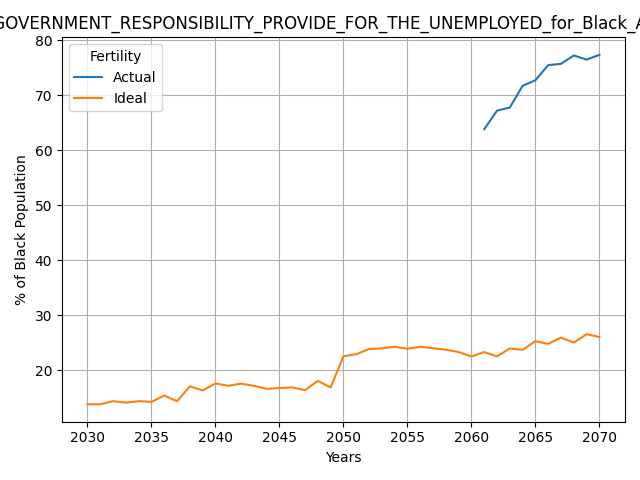 GOVERNMENT_RESPONSIBILITY_PROVIDE_FOR_THE_UNEMPLOYED_for_Black_A
Fertility
Actual
Ideal
80
70
60
50
40
30
20
% of Black Population
2030 2035 2040 2045 2050 2055 2060 2065 2070
Years